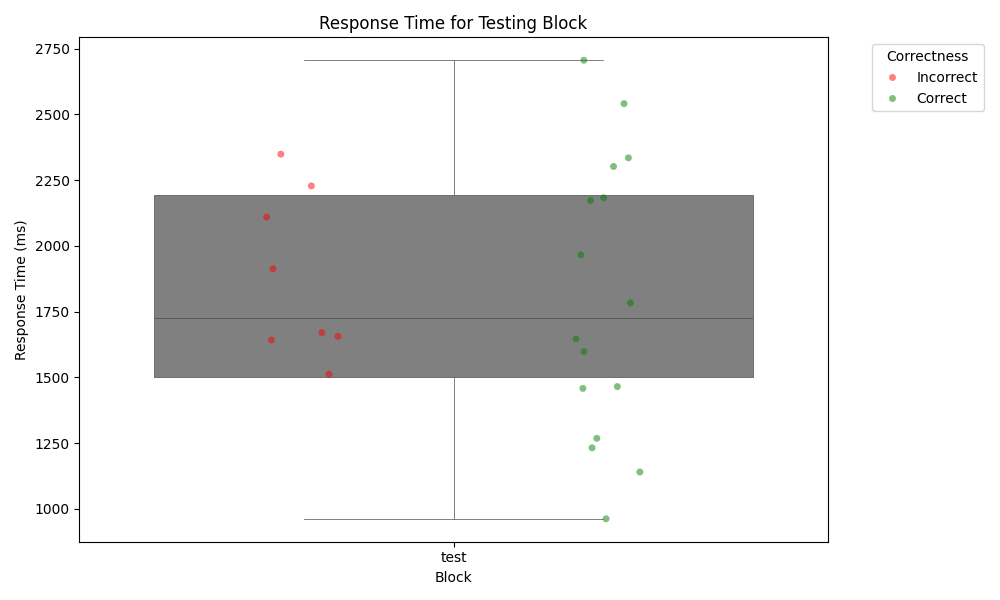 Response Time for Testing Block
Correctness
Incorrect
Correct
2750
2500
2250
2000
1750
1500
1250
1000
Response Time (ms)
test
Block